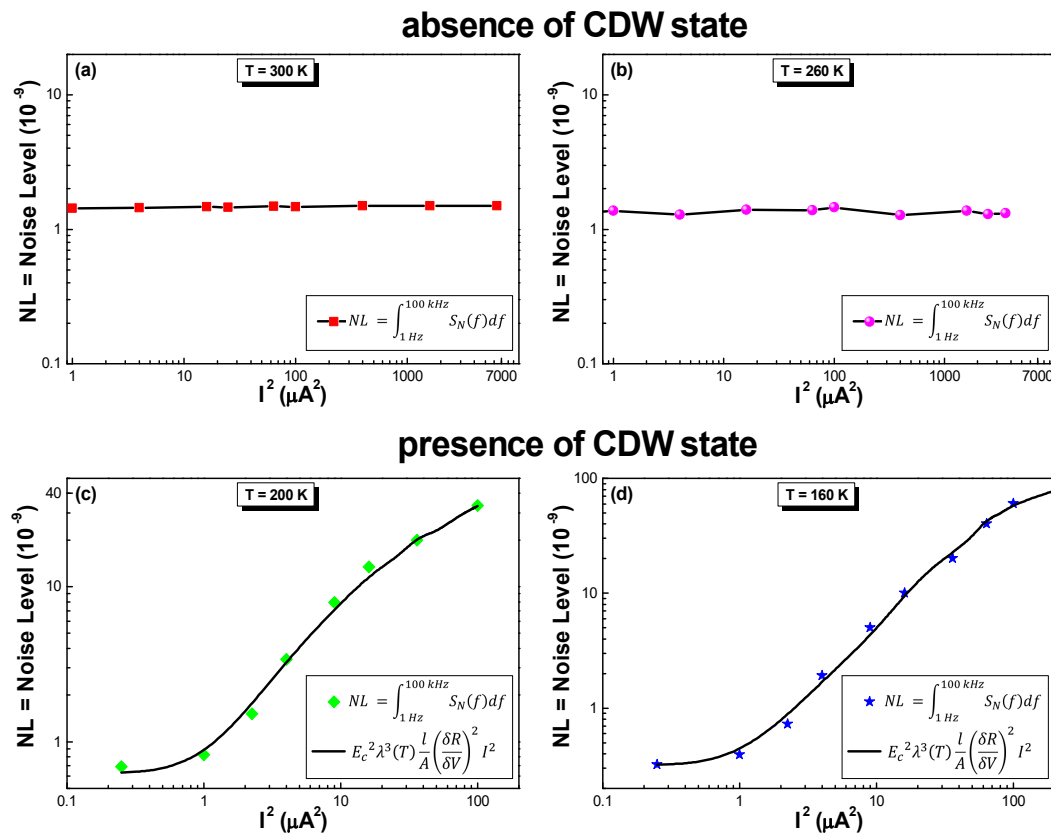 absence of CDW state
(a)
T = 300 K
NL = Noise Level (10 -9)
10
1
0.1
NL = ∫ 1 Hz 100 kHz S_N(f)df
1 10 100 1000 7000
I² (μA²)
(b)
T = 260 K
NL = Noise Level (10 -9)
10
1
0.1
NL = ∫ 1 Hz 100 kHz S_N(f)df
1 10 100 1000 7000
I² (μA²)
presence of CDW state
(c)
T = 200 K
NL = Noise Level (10 -9)
40
10
1
NL = ∫ 1 Hz 100 kHz S_N(f)df
E_c²λ³(T) l/A (δR/δV)² I²
0.1 1 10 100
I² (μA²)
(d)
T = 160 K
NL = Noise Level (10 -9)
100
10
1
NL = ∫ 1 Hz 100 kHz S_N(f)df
E_c²λ³(T) l/A (δR/δV)² I²
0.1 1 10 100
I² (μA²)